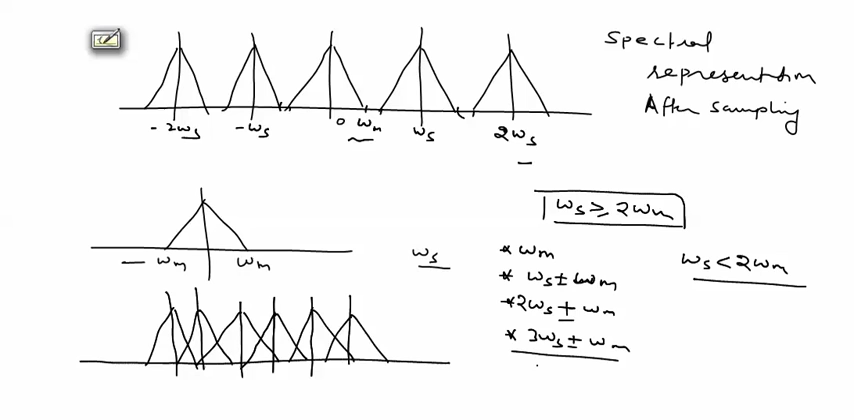 Spectral
representation
After sampling
-2ws -ws 0 wm ws 2ws
ws ≥ 2wm
-wm wm ws
* wm
* ws ± wm
* 2ws ± wm
* 3ws ± wm
ws < 2wm